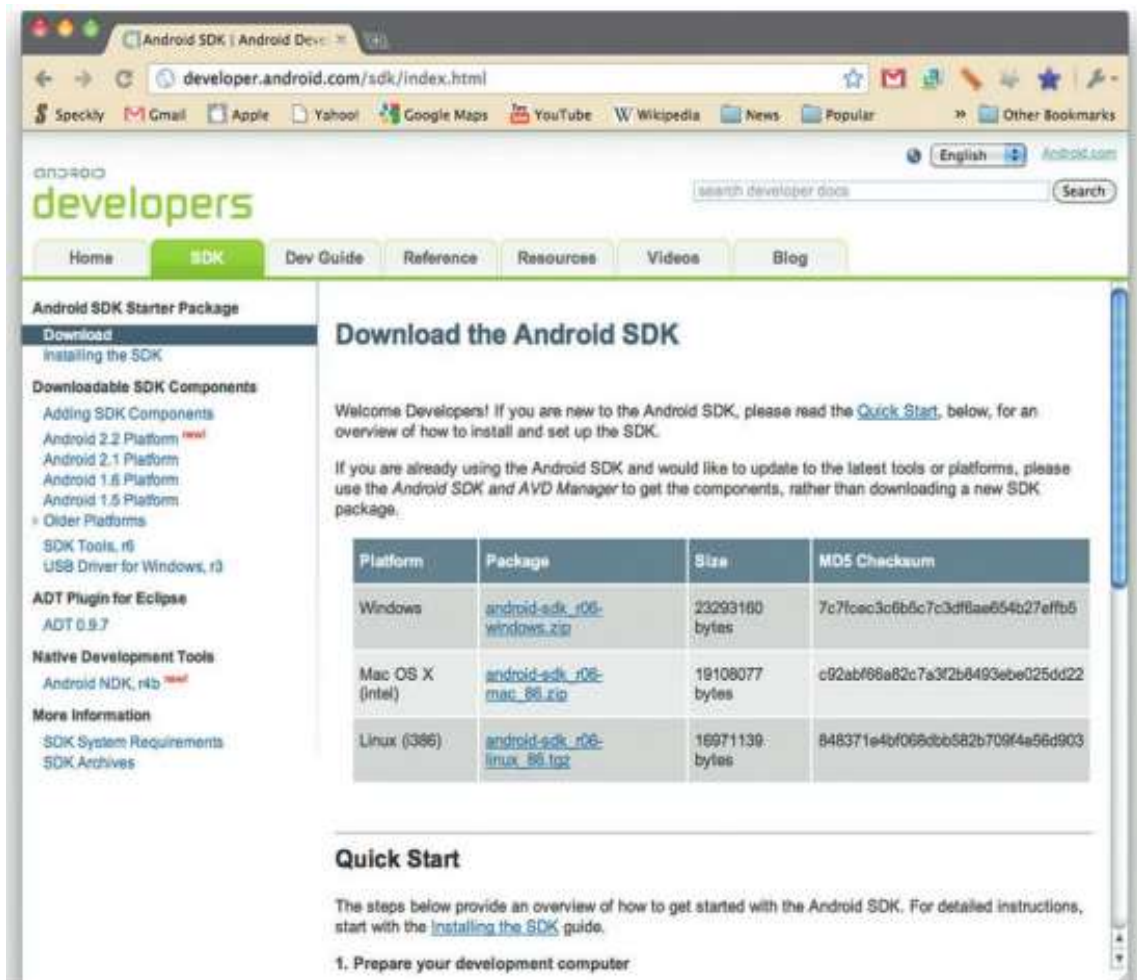 Android SDK | Android Deve
developer.android.com/sdk/index.html
Speckly Gmail Apple Yahoo! Google Maps YouTube Wikipedia News Popular » Other Bookmarks
English Android.com
android
developers
search developer docs Search
Home SDK Dev Guide Reference Resources Videos Blog
Android SDK Starter Package
Download
Installing the SDK
Downloadable SDK Components
Adding SDK Components
Android 2.2 Platform new!
Android 2.1 Platform
Android 1.6 Platform
Android 1.5 Platform
Older Platforms
SDK Tools, r6
USB Driver for Windows, r3
ADT Plugin for Eclipse
ADT 0.9.7
Native Development Tools
Android NDK, r4b new!
More Information
SDK System Requirements
SDK Archives
Download the Android SDK
Welcome Developers! If you are new to the Android SDK, please read the Quick Start, below, for an
overview of how to install and set up the SDK.
If you are already using the Android SDK and would like to update to the latest tools or platforms, please
use the Android SDK and AVD Manager to get the components, rather than downloading a new SDK
package.
Platform Package Size MD5 Checksum
Windows android-sdk_r06-
windows.zip 23293160
bytes 7c7fcec3c6b5c7c3df6ae654b27effb5
Mac OS X
(intel) android-sdk_r06-
mac_86.zip 19108077
bytes c92abf66a82c7a3f2b8493ebe025dd22
Linux (i386) android-sdk_r06-
linux_86.tgz 16971139
bytes 848371e4bf068dbb582b709f4e56d903
Quick Start
The steps below provide an overview of how to get started with the Android SDK. For detailed instructions,
start with the Installing the SDK guide.
1. Prepare your development computer